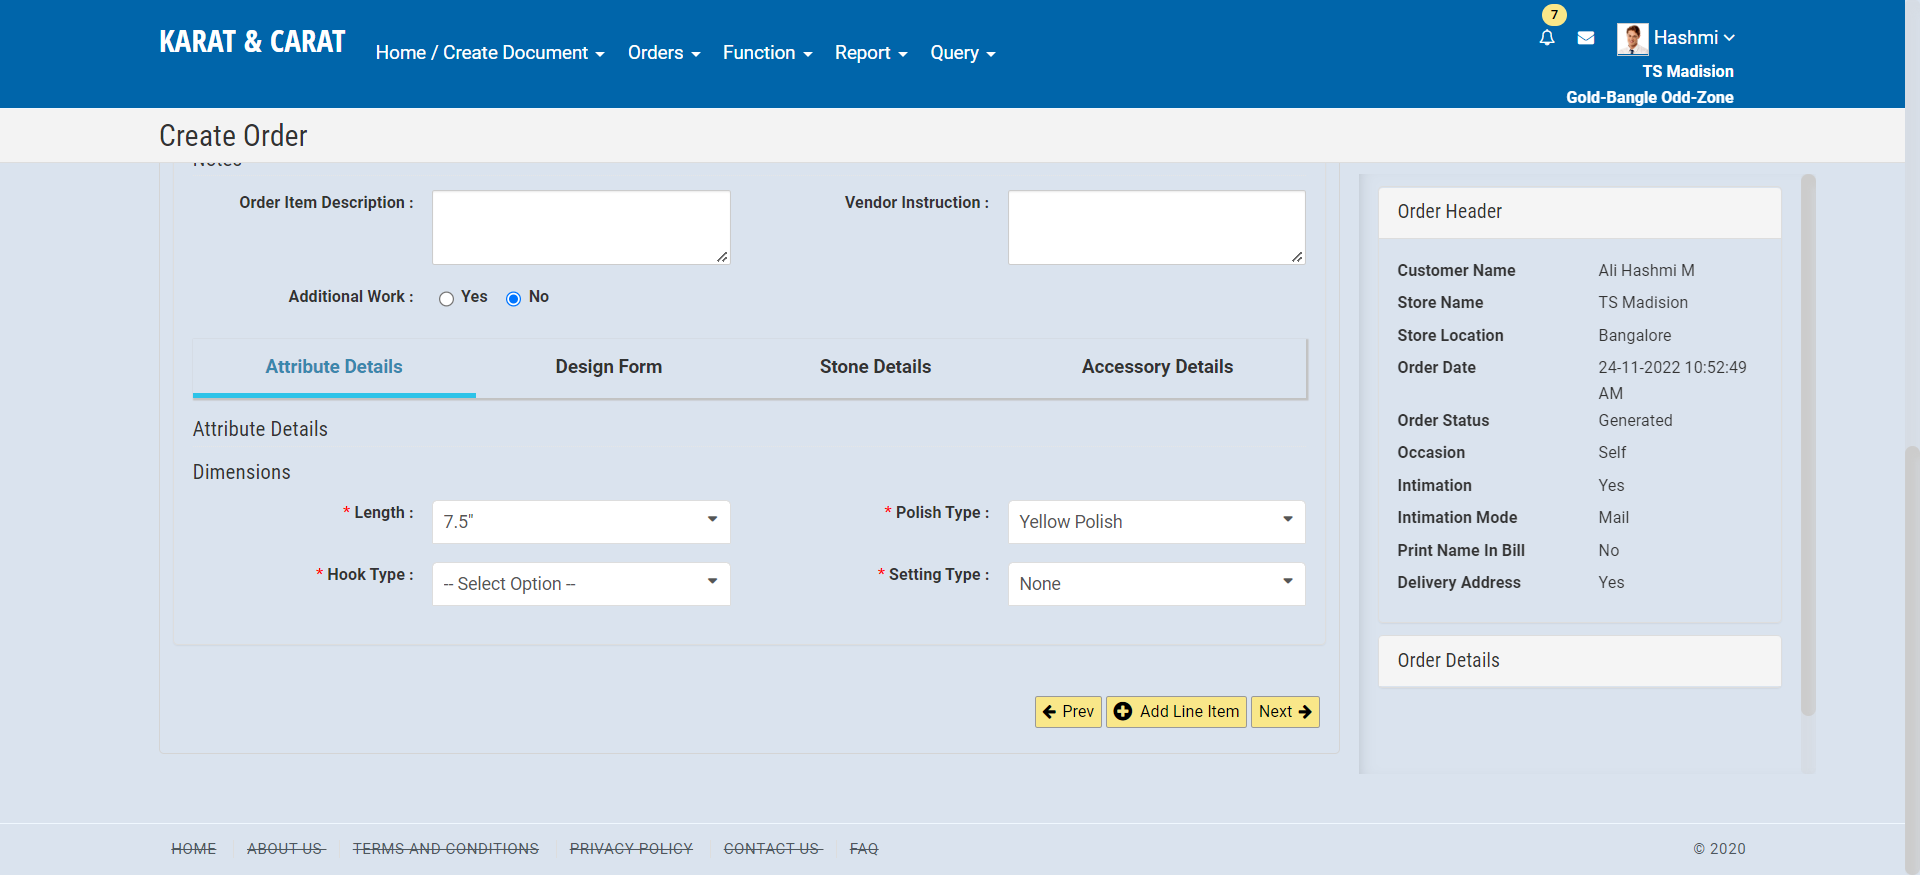 KARAT & CARAT
Home / Create Document
Orders
Function
Report
Query
7
Hashmi
TS Madision
Gold-Bangle Odd-Zone
Create Order
Notes
Order Item Description :
Vendor Instruction :
Additional Work :
Yes
No
Attribute Details
Design Form
Stone Details
Accessory Details
Attribute Details
Dimensions
* Length :
7.5"
* Polish Type :
Yellow Polish
* Hook Type :
-- Select Option --
* Setting Type :
None
Prev
Add Line Item
Next
Order Header
Customer Name
Ali Hashmi M
Store Name
TS Madision
Store Location
Bangalore
Order Date
24-11-2022 10:52:49
AM
Order Status
Generated
Occasion
Self
Intimation
Yes
Intimation Mode
Mail
Print Name In Bill
No
Delivery Address
Yes
Order Details
HOME
ABOUT US
TERMS AND CONDITIONS
PRIVACY POLICY
CONTACT US
FAQ
© 2020